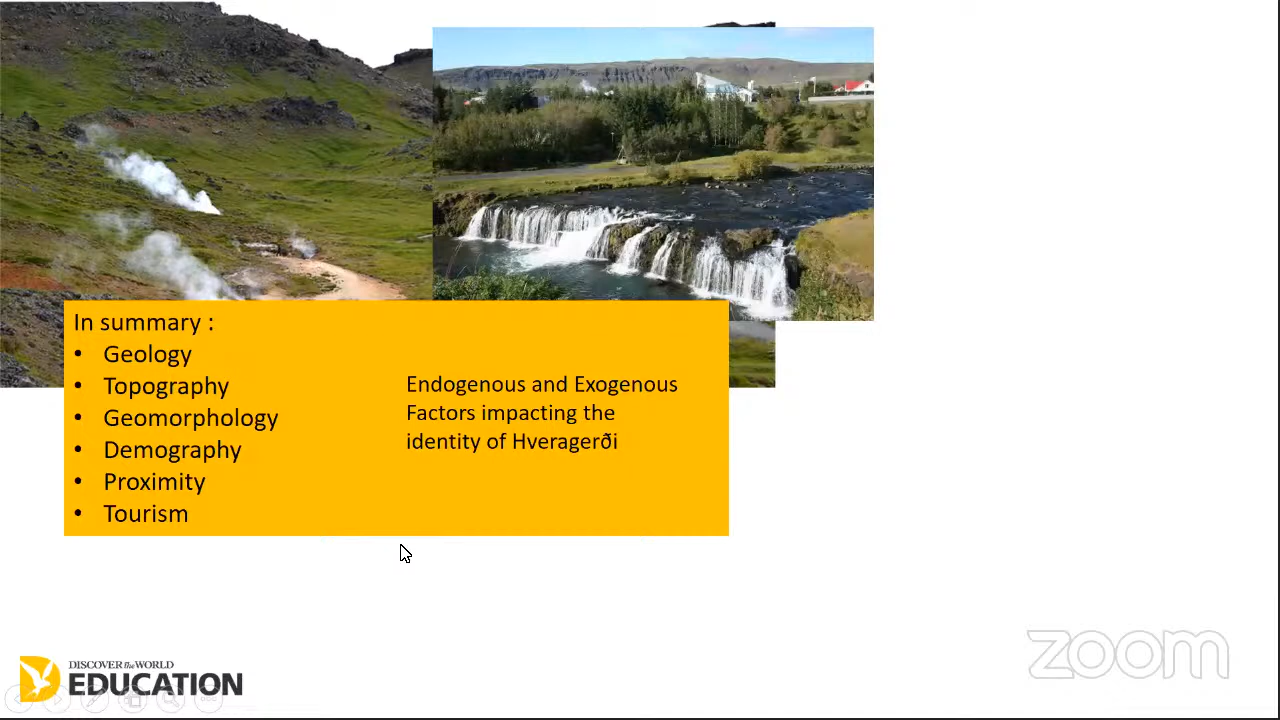 In summary :
• Geology
• Topography
• Geomorphology
• Demography
• Proximity
• Tourism
Endogenous and Exogenous
Factors impacting the
identity of Hveragerði
DISCOVER the WORLD
EDUCATION
zoom